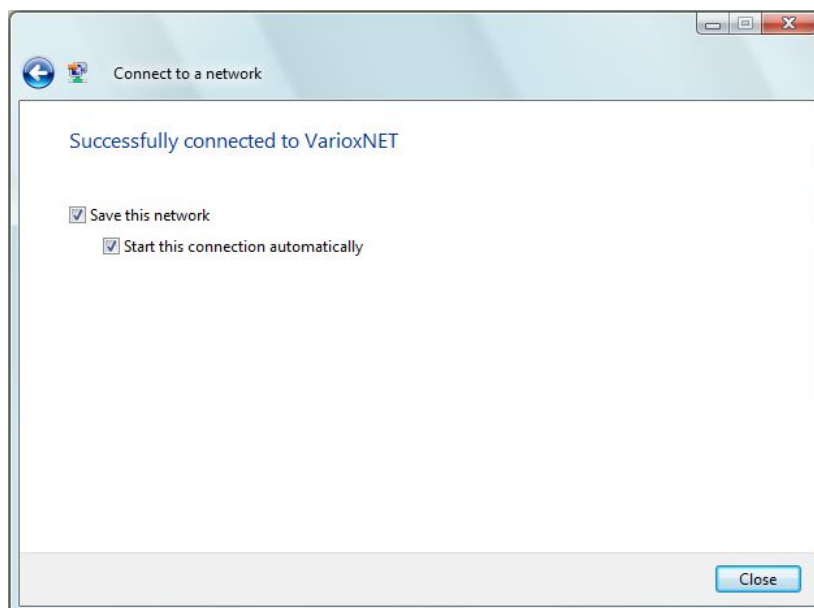 Connect to a network
Successfully connected to VarioxNET
Save this network
Start this connection automatically
Close